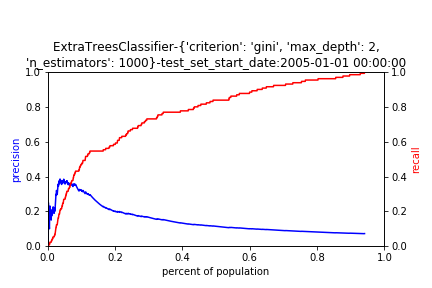 ExtraTreesClassifier-{'criterion': 'gini', 'max_depth': 2,
'n_estimators': 1000}-test_set_start_date:2005-01-01 00:00:00
1.0 1.0
0.8 0.8
0.6 0.6
0.4 0.4
0.2 0.2
0.0 0.0
precision
recall
0.0 0.2 0.4 0.6 0.8 1.0
percent of population